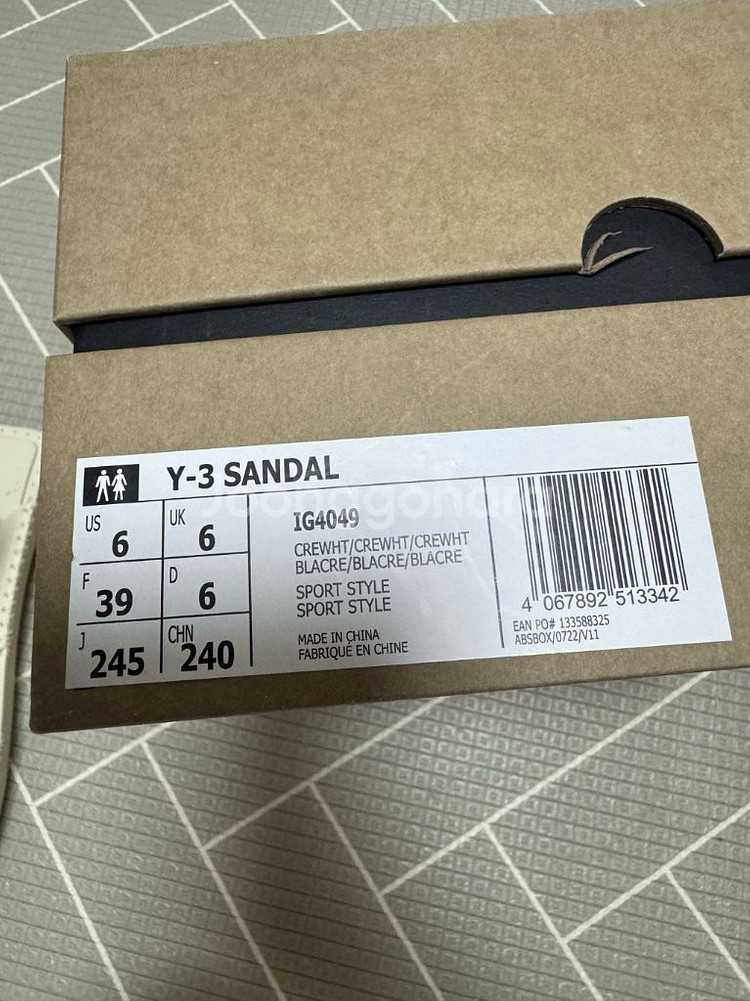 Y-3 SANDAL
US 6
UK 6
F 39
D 6
J 245
CHN 240
IG4049
CREWHT/CREWHT/CREWHT
BLACRE/BLACRE/BLACRE
SPORT STYLE
SPORT STYLE
MADE IN CHINA
FABRIQUÉ EN CHINE
4 067892 513342
EAN PO# 133588325
ABSBOX/0722/V11
Joonggonara